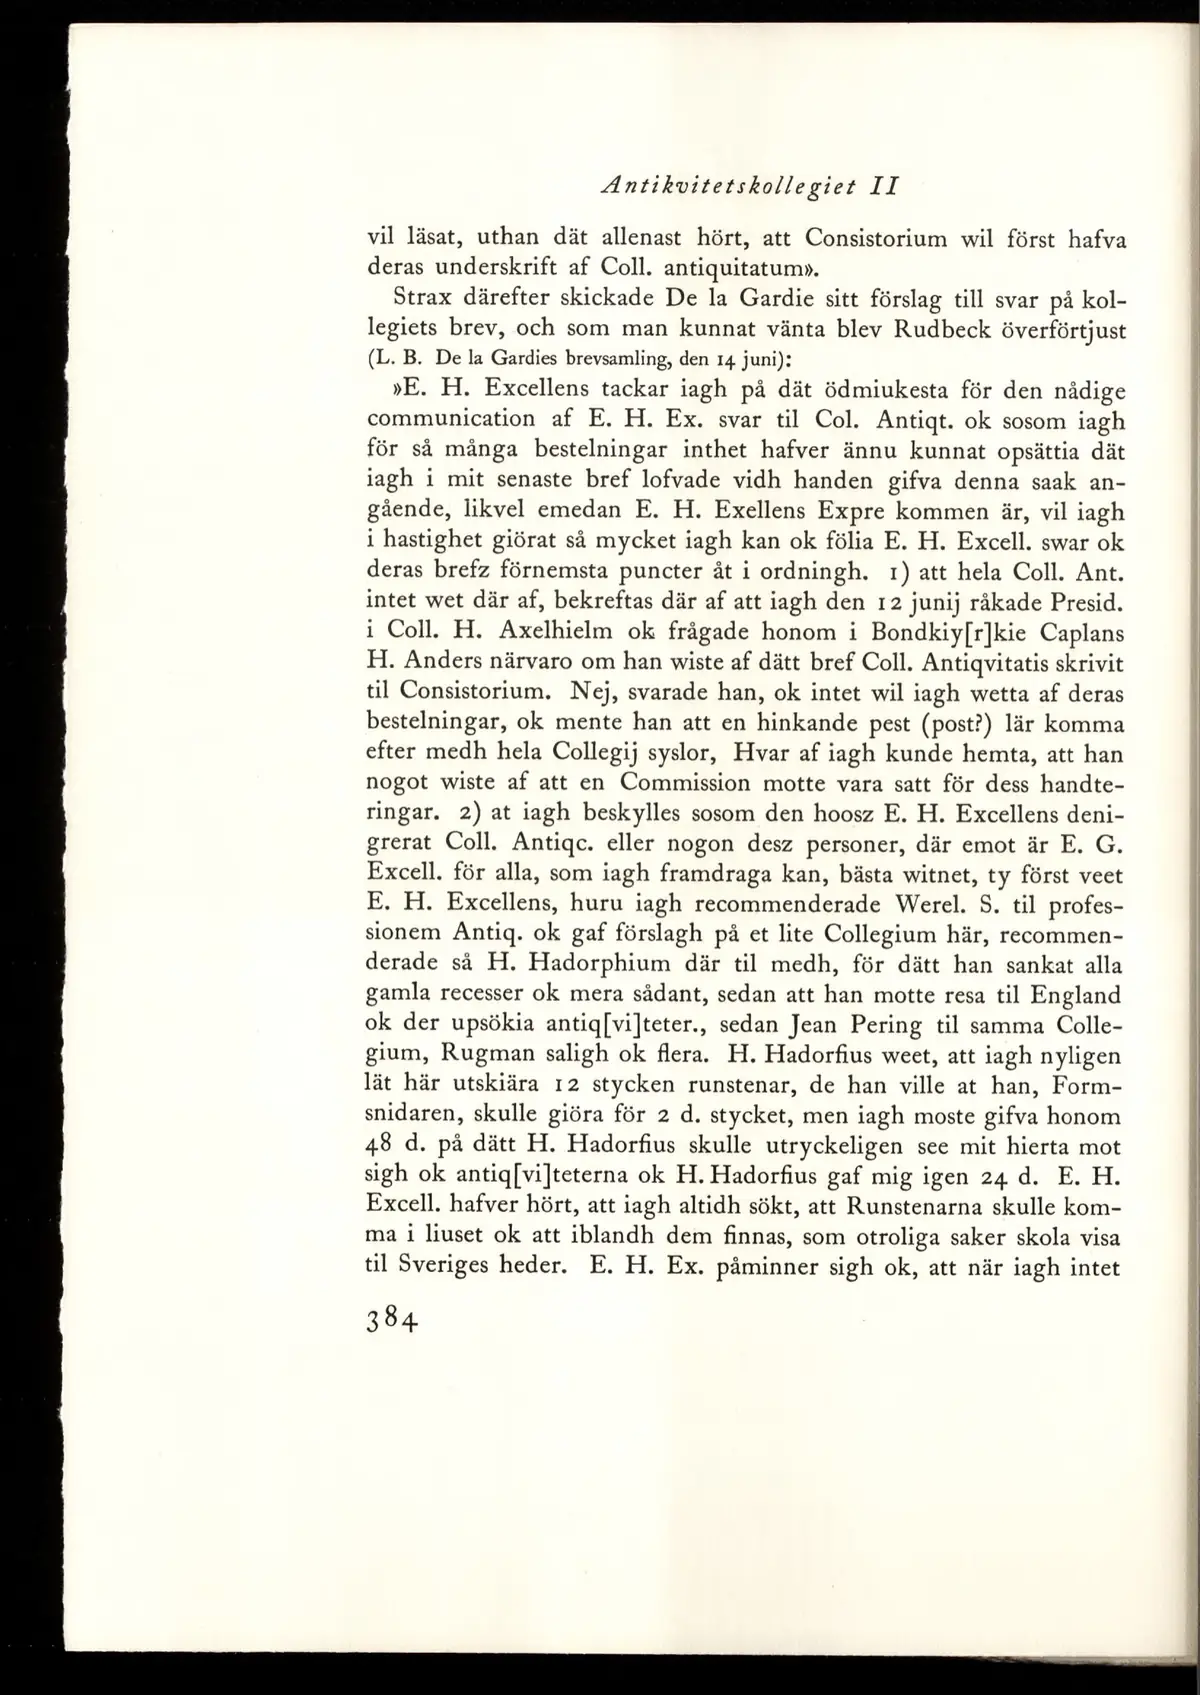 Antikvitetskollegiet II
vil läsat, uthan dät allenast hört, att Consistorium wil först hafva
deras underskrift af Coll. antiquitatum».
Strax därefter skickade De la Gardie sitt förslag till svar på kol-
legiets brev, och som man kunnat vänta blev Rudbeck överförtjust
(L. B. De la Gardies brevsamling, den 14 juni):
»E. H. Excellens tackar iagh på dät ödmiukesta för den nådige
communication af E. H. Ex. svar til Col. Antiqt. ok sosom iagh
för så många bestelningar inthet hafver ännu kunnat opsättia dät
iagh i mit senaste bref lofvade vidh handen gifva denna saak an-
gående, likvel emedan E. H. Exellens Expre kommen är, vil iagh
i hastighet giörat så mycket iagh kan ok fölia E. H. Excell. swar ok
deras brefz förnemsta puncter åt i ordningh. 1) att hela Coll. Ant.
intet wet där af, bekreftas där af att iagh den 12 junij råkade Presid.
i Coll. H. Axelhielm ok frågade honom i Bondkiy[r]kie Caplans
H. Anders närvaro om han wiste af dätt bref Coll. Antiqvitatis skrivit
til Consistorium. Nej, svarade han, ok intet wil iagh wetta af deras
bestelningar, ok mente han att en hinkande pest (post?) lär komma
efter medh hela Collegij syslor, Hvar af iagh kunde hemta, att han
nogot wiste af att en Commission motte vara satt för dess handte-
ringar. 2) at iagh beskylles sosom den hoosz E. H. Excellens deni-
grerat Coll. Antiqc. eller nogon desz personer, där emot är E. G.
Excell. för alla, som iagh framdraga kan, bästa witnet, ty först veet
E. H. Excellens, huru iagh recommenderade Werel. S. til profes-
sionem Antiq. ok gaf förslagh på et lite Collegium här, recommen-
derade så H. Hadorphium där til medh, för dätt han sankat alla
gamla recesser ok mera sådant, sedan att han motte resa til England
ok der upsökia antiq[vi]teter., sedan Jean Pering til samma Colle-
gium, Rugman saligh ok flera. H. Hadorfius weet, att iagh nyligen
lät här utskiära 12 stycken runstenar, de han ville at han, Form-
snidaren, skulle giöra för 2 d. stycket, men iagh moste gifva honom
48 d. på dätt H. Hadorfius skulle utryckeligen see mit hierta mot
sigh ok antiq[vi]teterna ok H. Hadorfius gaf mig igen 24 d. E. H.
Excell. hafver hört, att iagh altidh sökt, att Runstenarna skulle kom-
ma i liuset ok att iblandh dem finnas, som otroliga saker skola visa
til Sveriges heder. E. H. Ex. påminner sigh ok, att när iagh intet
384